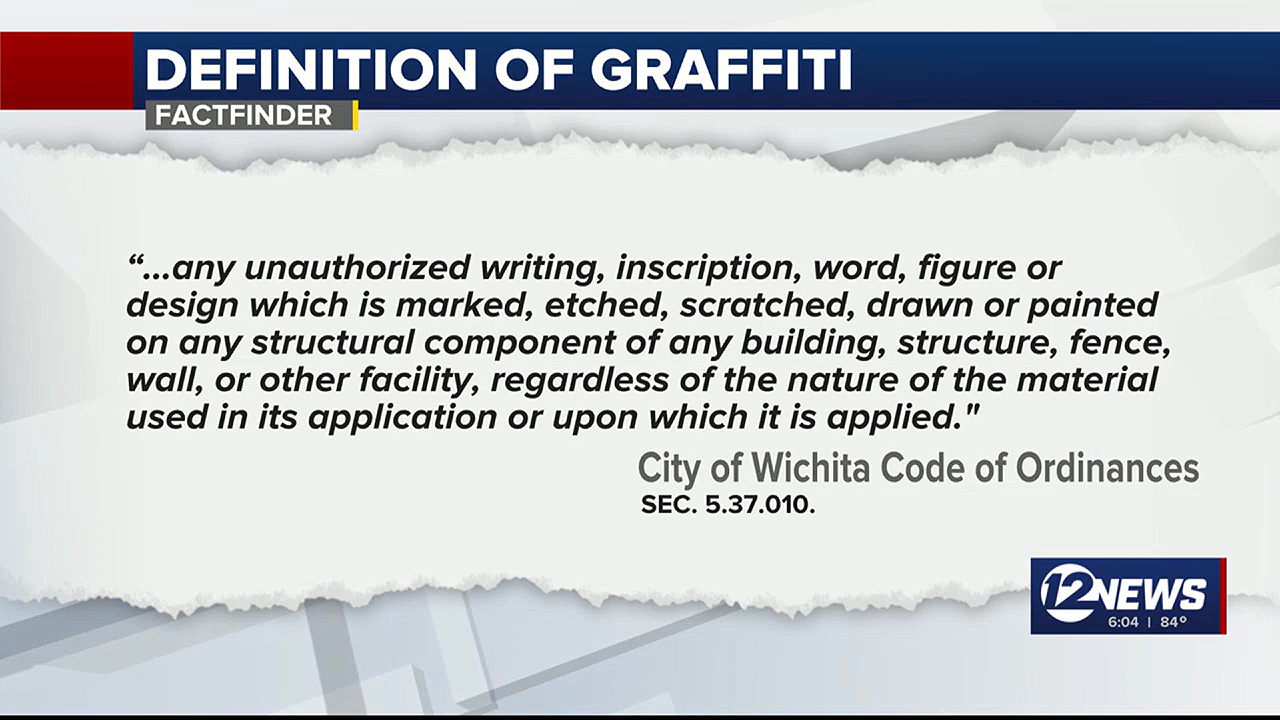 DEFINITION OF GRAFFITI
FACTFINDER
“...any unauthorized writing, inscription, word, figure or
design which is marked, etched, scratched, drawn or painted
on any structural component of any building, structure, fence,
wall, or other facility, regardless of the nature of the material
used in its application or upon which it is applied."
City of Wichita Code of Ordinances
SEC. 5.37.010.
12NEWS
6:04 | 84°